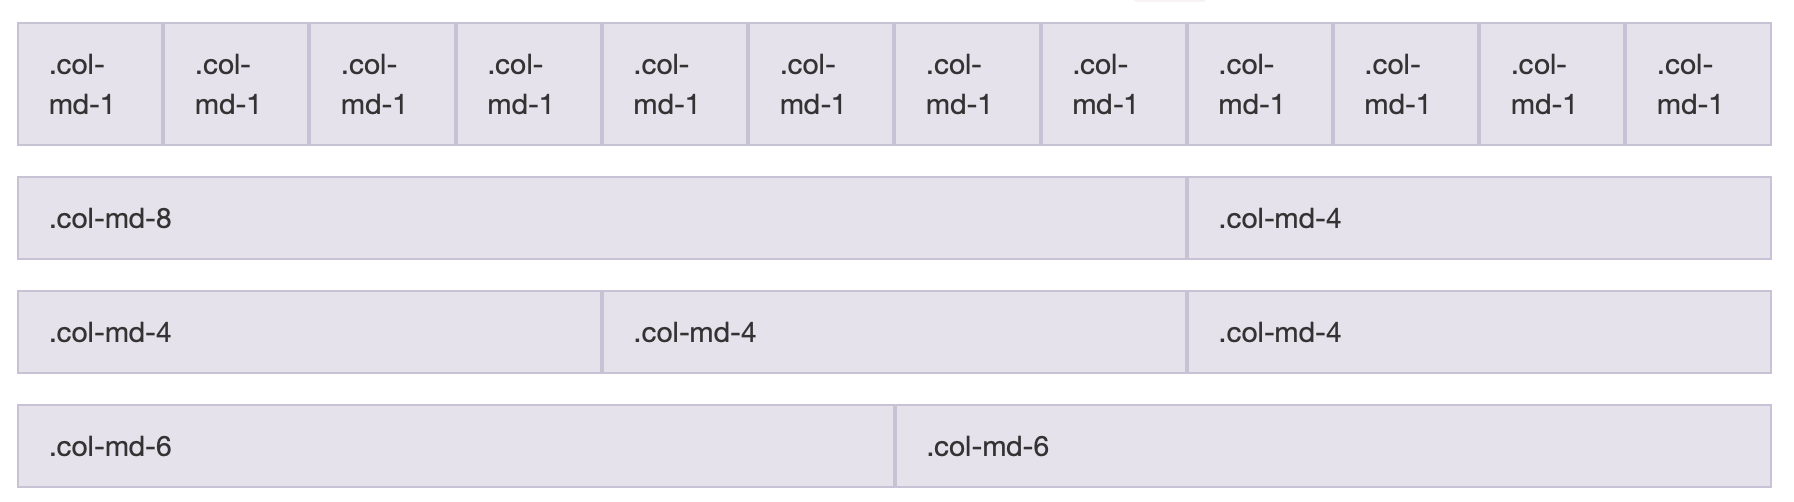 .col- .col- .col- .col- .col- .col- .col- .col- .col- .col- .col- .col-
md-1 md-1 md-1 md-1 md-1 md-1 md-1 md-1 md-1 md-1 md-1 md-1
.col-md-8 .col-md-4
.col-md-4 .col-md-4 .col-md-4
.col-md-6 .col-md-6